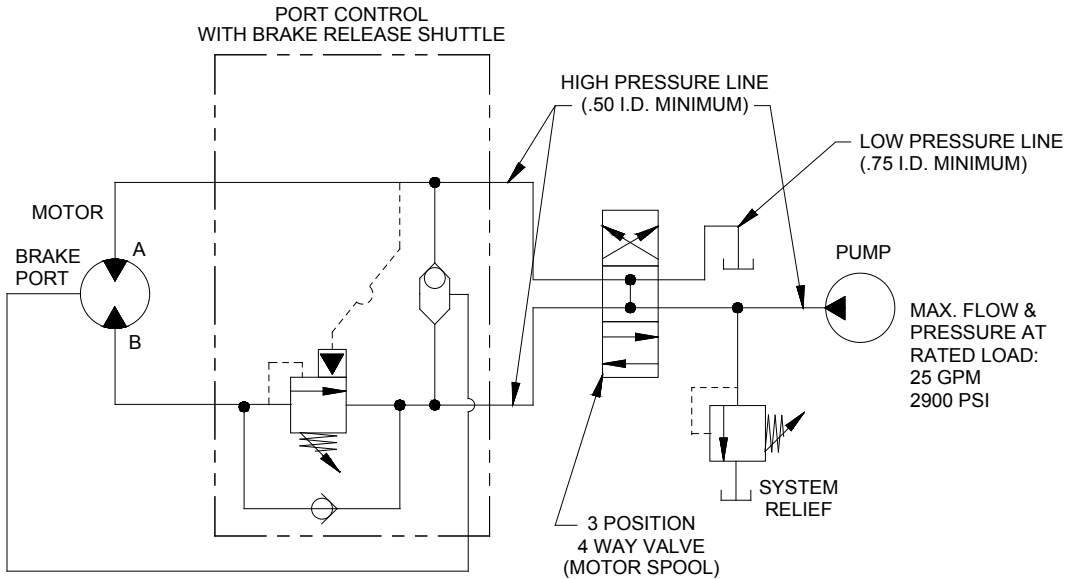 PORT CONTROL
WITH BRAKE RELEASE SHUTTLE
HIGH PRESSURE LINE
(.50 I.D. MINIMUM)
LOW PRESSURE LINE
(.75 I.D. MINIMUM)
MOTOR
A
BRAKE
PORT
B
PUMP
MAX. FLOW &
PRESSURE AT
RATED LOAD:
25 GPM
2900 PSI
SYSTEM
RELIEF
3 POSITION
4 WAY VALVE
(MOTOR SPOOL)